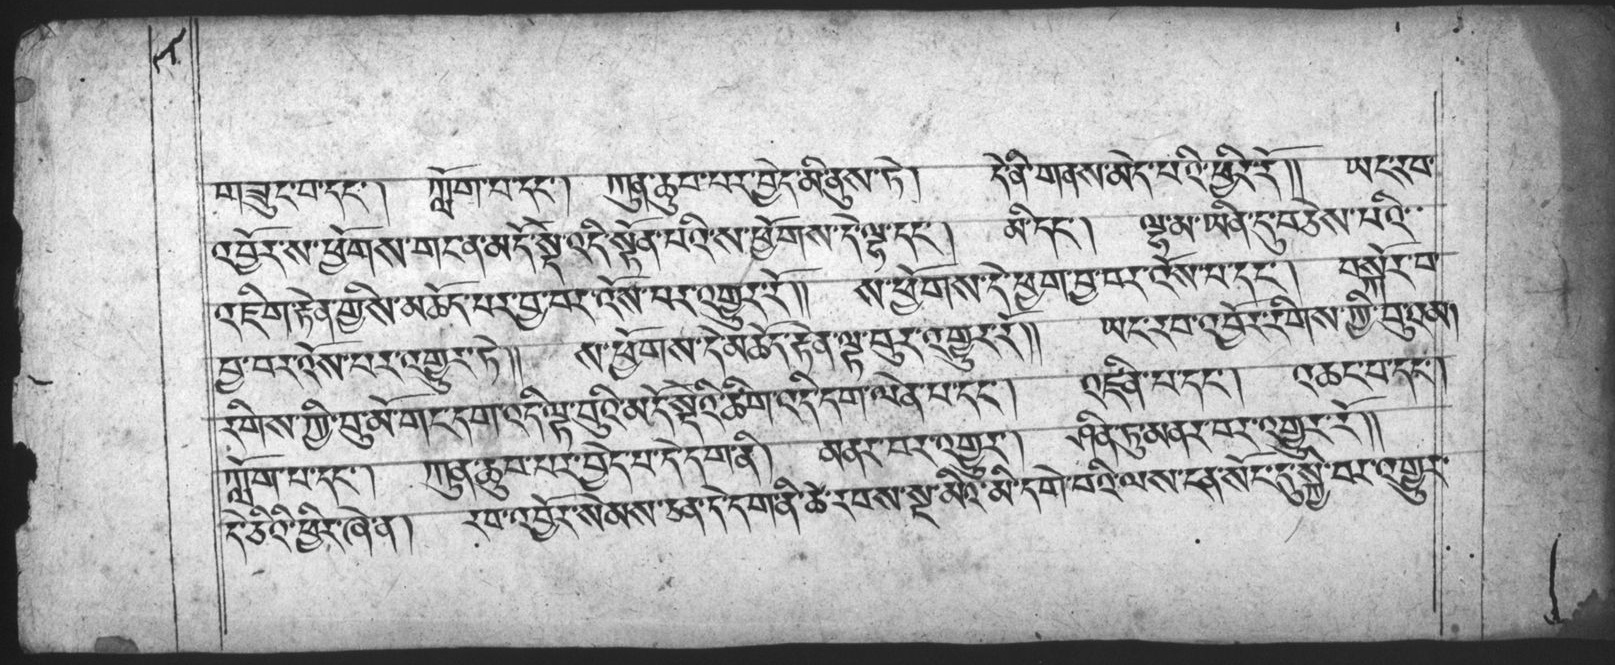 གཟུང་བ་དང་། ཀློག་པ་དང་། ཀུན་ཆུབ་པར་བྱེད་མི་ནུས་ཏེ། དེ་ནི་གནས་མེད་པའི་ཕྱིར་རོ།། ཡང་རབ་
འབྱོར་ས་ཕྱོགས་གང་ན་མདོ་སྡེ་འདི་སྟོན་པའི་ས་ཕྱོགས་དེ་ལྷ་དང་། མི་དང་། ལྷ་མ་ཡིན་དུ་བཅས་པའི་
འཇིག་རྟེན་གྱིས་མཆོད་པར་བྱ་བར་འོས་པར་འགྱུར་རོ།། ས་ཕྱོགས་དེ་ཕྱག་བྱ་བར་འོས་པ་དང་། བསྐོར་བ་
བྱ་བར་འོས་པར་འགྱུར་ཏེ།། ས་ཕྱོགས་དེ་མཆོད་རྟེན་ལྟ་བུར་འགྱུར་རོ།། ཡང་རབ་འབྱོར་རིགས་ཀྱི་བུ་འམ།
རིགས་ཀྱི་བུ་མོ་གང་དག་འདི་ལྟ་བུའི་མདོ་སྡེའི་ཚིག་འདི་དག་ལེན་པ་དང་། འཛིན་པ་དང་། འཆང་བ་དང་།
ཀློག་པ་དང་། ཀུན་ཆུབ་པར་བྱེད་པ་དེ་དག་ནི། མནར་བར་འགྱུར། ཤིན་ཏུ་མནར་བར་འགྱུར་རོ།།
དེ་ཅིའི་ཕྱིར་ཞེ་ན། རབ་འབྱོར་སེམས་ཅན་དེ་དག་ནི་ཚེ་རབས་སྔ་མའི་མི་དགེ་བའི་ལས་ངན་སོང་དུ་སྐྱེ་བར་འགྱུར་